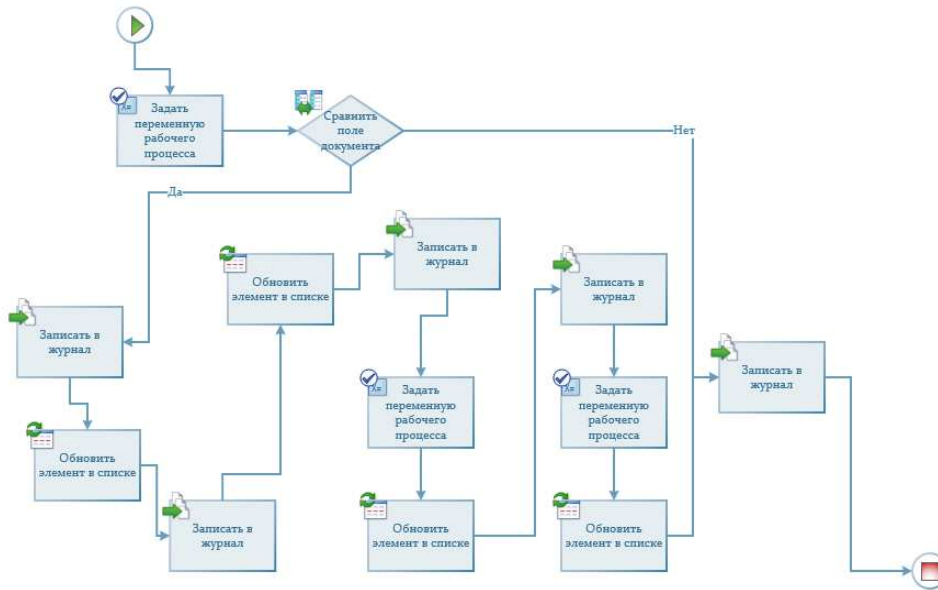 Задать
переменную
рабочего
процесса
Сравнить
поле
документа
Нет
Да
Записать в
журнал
Обновить
элемент в списке
Записать в
журнал
Обновить
элемент в списке
Записать в
журнал
Задать
переменную
рабочего
процесса
Обновить
элемент в списке
Записать в
журнал
Задать
переменную
рабочего
процесса
Обновить
элемент в списке
Записать в
журнал